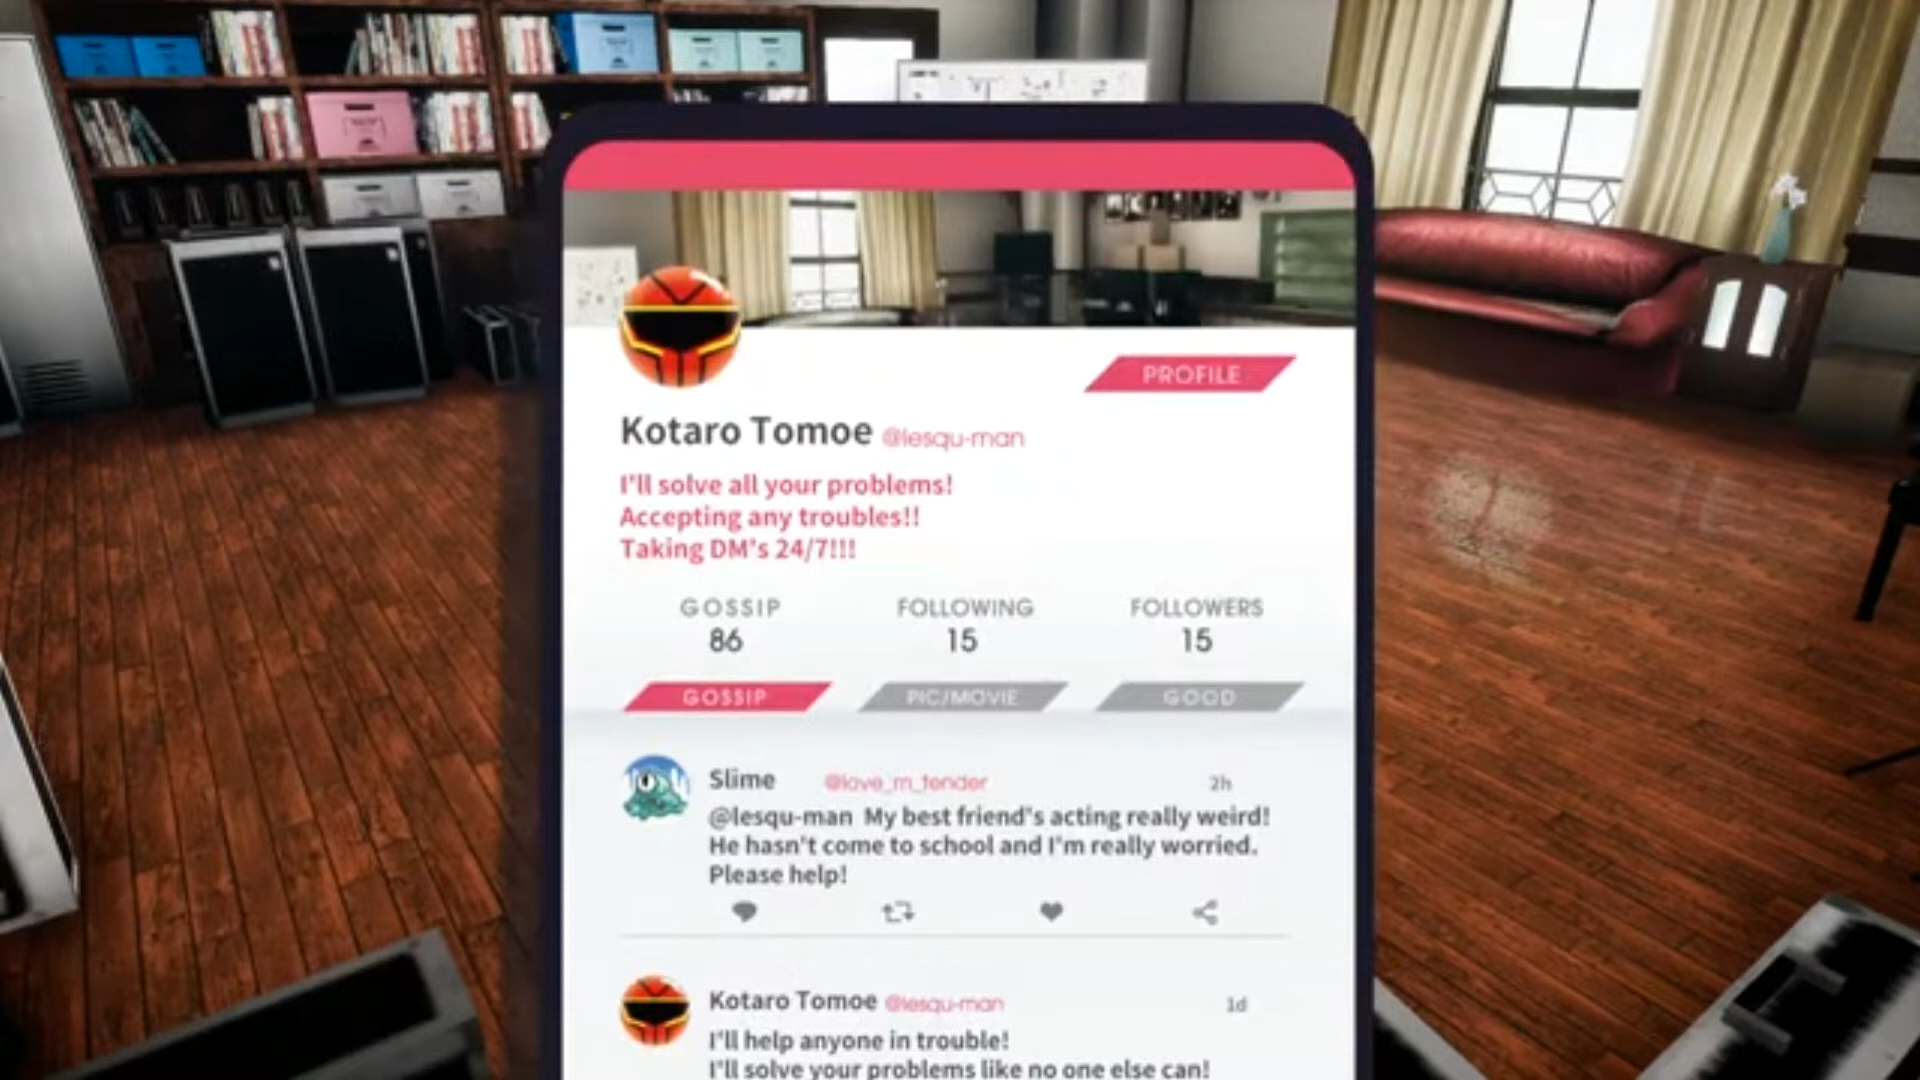 PROFILE
Kotaro Tomoe @lesqu-man
I'll solve all your problems!
Accepting any troubles!!
Taking DM's 24/7!!!
GOSSIP FOLLOWING FOLLOWERS
86 15 15
GOSSIP PIC/MOVIE GOOD
Slime @love_m_tender 2h
@lesqu-man My best friend's acting really weird!
He hasn't come to school and I'm really worried.
Please help!
Kotaro Tomoe @lesqu-man 1d
I'll help anyone in trouble!
I'll solve your problems like no one else can!